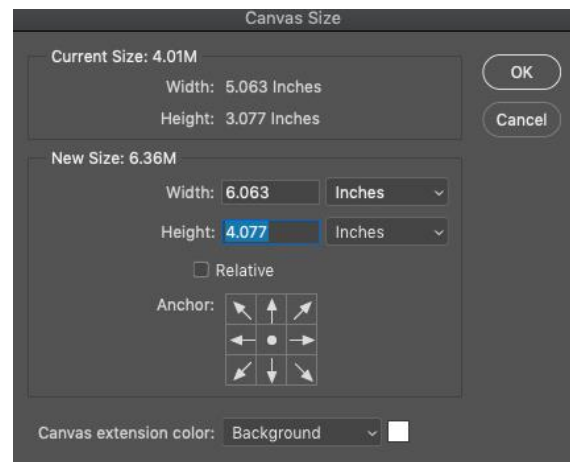 Canvas Size
Current Size: 4.01M
Width: 5.063 Inches
Height: 3.077 Inches
OK
Cancel
New Size: 6.36M
Width: 6.063 Inches
Height: 4.077 Inches
Relative
Anchor:
Canvas extension color: Background